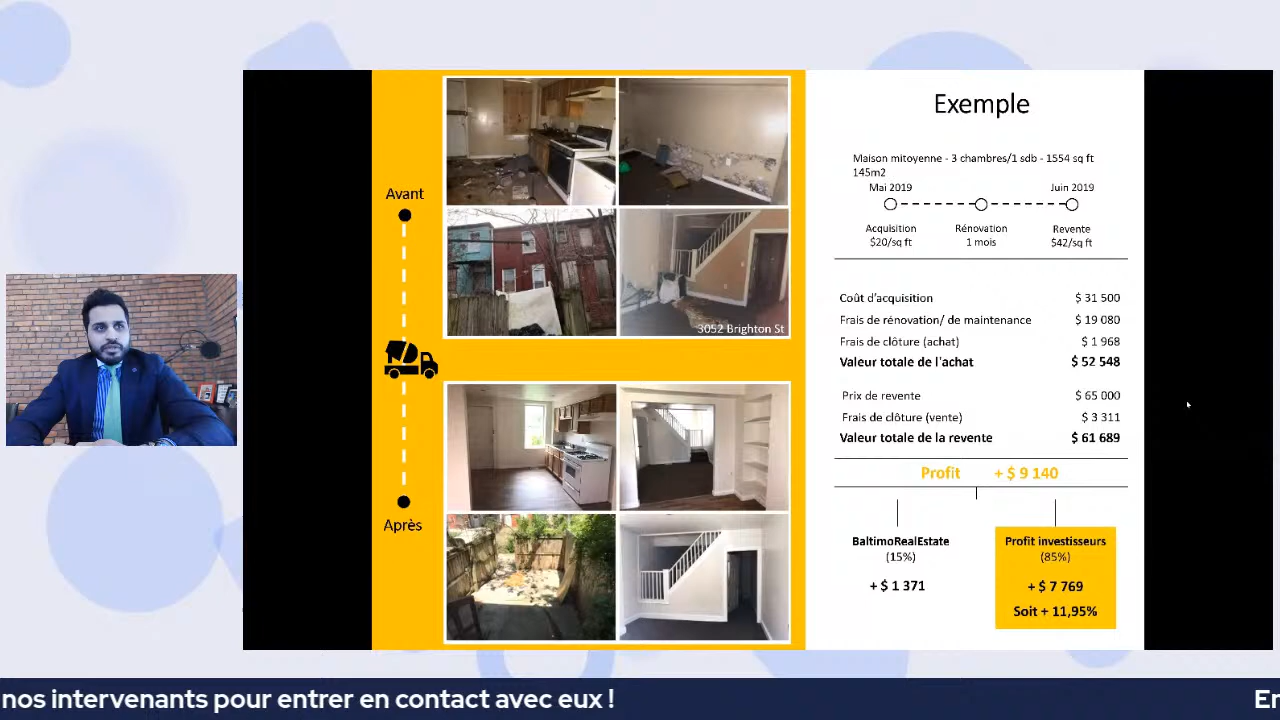 Exemple
Maison mitoyenne - 3 chambres/1 sdb - 1554 sq ft
145m2
Mai 2019
Juin 2019
Acquisition
$20/sq ft
Rénovation
1 mois
Revente
$42/sq ft
Avant
3052 Brighton St
Après
Coût d'acquisition $ 31 500
Frais de rénovation/ de maintenance $ 19 080
Frais de clôture (achat) $ 1 968
Valeur totale de l'achat $ 52 548
Prix de revente $ 65 000
Frais de clôture (vente) $ 3 311
Valeur totale de la revente $ 61 689
Profit + $ 9 140
BaltimoRealEstate
(15%)
+ $ 1 371
Profit investisseurs
(85%)
+ $ 7 769
Soit + 11,95%
nos intervenants pour entrer en contact avec eux !
En